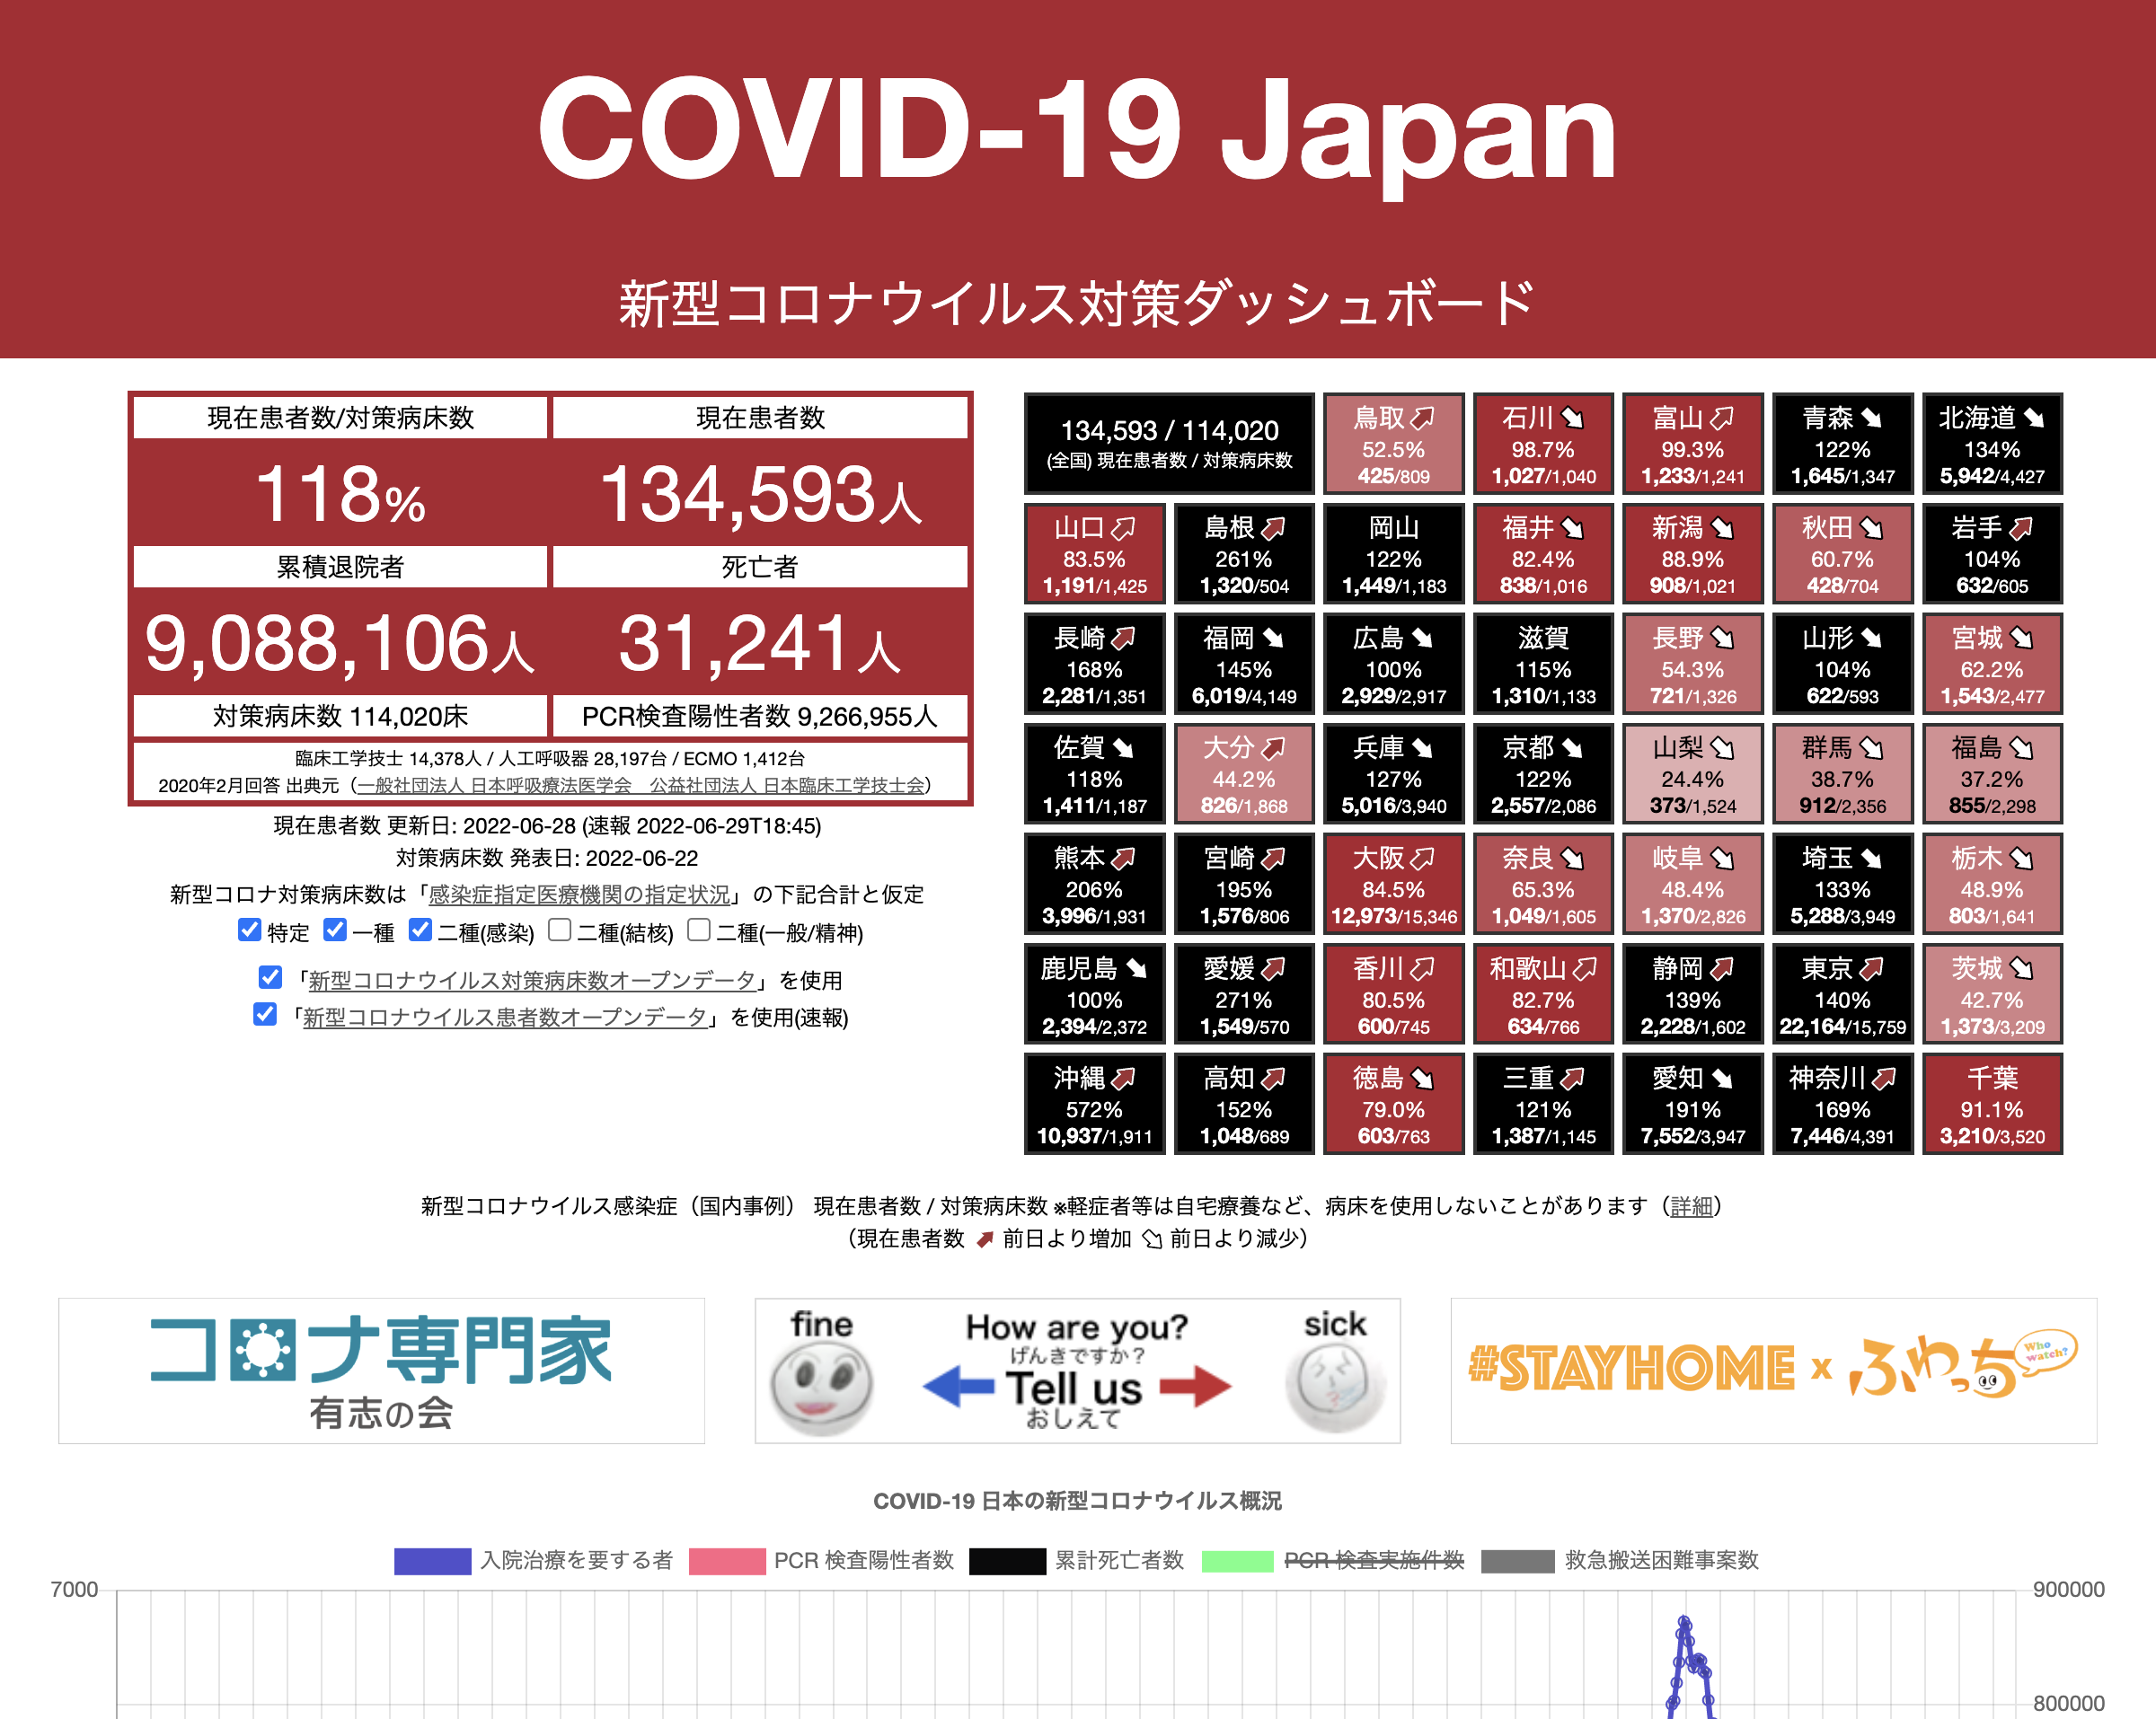 COVID-19 Japan
新型コロナウイルス対策ダッシュボード
現在患者数/対策病床数 現在患者数
118% 134,593人
累積退院者 死亡者
9,088,106人 31,241人
対策病床数 114,020床 PCR検査陽性者数 9,266,955人
臨床工学技士 14,378人 / 人工呼吸器 28,197台 / ECMO 1,412台
2020年2月回答 出典元（一般社団法人 日本呼吸療法医学会　公益社団法人 日本臨床工学技士会）
現在患者数 更新日: 2022-06-28 (速報 2022-06-29T18:45)
対策病床数 発表日: 2022-06-22
新型コロナ対策病床数は「感染症指定医療機関の指定状況」の下記合計と仮定
特定 一種 二種(感染) 二種(結核) 二種(一般/精神)
「新型コロナウイルス対策病床数オープンデータ」を使用
「新型コロナウイルス患者数オープンデータ」を使用(速報)
134,593 / 114,020
(全国) 現在患者数 / 対策病床数
鳥取
52.5%
425/809
石川
98.7%
1,027/1,040
富山
99.3%
1,233/1,241
青森
122%
1,645/1,347
北海道
134%
5,942/4,427
山口
83.5%
1,191/1,425
島根
261%
1,320/504
岡山
122%
1,449/1,183
福井
82.4%
838/1,016
新潟
88.9%
908/1,021
秋田
60.7%
428/704
岩手
104%
632/605
長崎
168%
2,281/1,351
福岡
145%
6,019/4,149
広島
100%
2,929/2,917
滋賀
115%
1,310/1,133
長野
54.3%
721/1,326
山形
104%
622/593
宮城
62.2%
1,543/2,477
佐賀
118%
1,411/1,187
大分
44.2%
826/1,868
兵庫
127%
5,016/3,940
京都
122%
2,557/2,086
山梨
24.4%
373/1,524
群馬
38.7%
912/2,356
福島
37.2%
855/2,298
熊本
206%
3,996/1,931
宮崎
195%
1,576/806
大阪
84.5%
12,973/15,346
奈良
65.3%
1,049/1,605
岐阜
48.4%
1,370/2,826
埼玉
133%
5,288/3,949
栃木
48.9%
803/1,641
鹿児島
100%
2,394/2,372
愛媛
271%
1,549/570
香川
80.5%
600/745
和歌山
82.7%
634/766
静岡
139%
2,228/1,602
東京
140%
22,164/15,759
茨城
42.7%
1,373/3,209
沖縄
572%
10,937/1,911
高知
152%
1,048/689
徳島
79.0%
603/763
三重
121%
1,387/1,145
愛知
191%
7,552/3,947
神奈川
169%
7,446/4,391
千葉
91.1%
3,210/3,520
新型コロナウイルス感染症（国内事例） 現在患者数 / 対策病床数 ※軽症者等は自宅療養など、病床を使用しないことがあります（詳細）
（現在患者数 前日より増加 前日より減少）
コロナ専門家
有志の会
fine How are you? sick
げんきですか？
Tell us
おしえて
#STAYHOME x ふわっち
Who watch?
COVID-19 日本の新型コロナウイルス概況
入院治療を要する者 PCR 検査陽性者数 累計死亡者数 PCR 検査実施件数 救急搬送困難事案数
7000 900000
800000